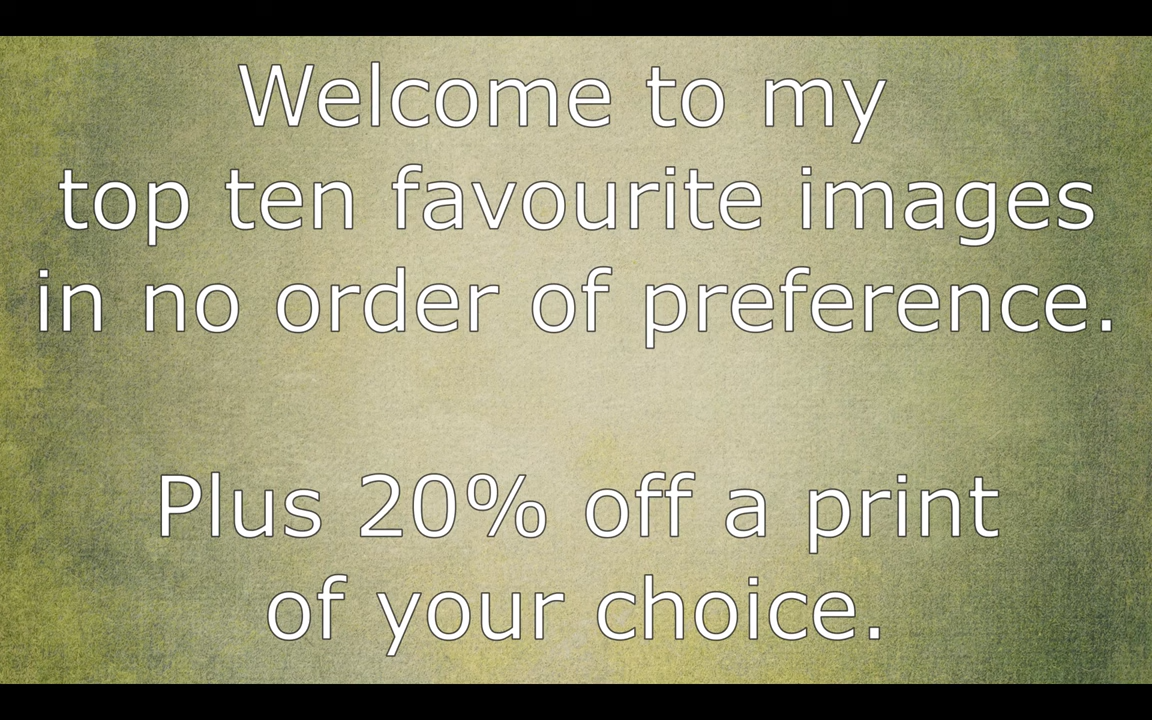 Welcome to my
top ten favourite images
in no order of preference.
Plus 20% off a print
of your choice.